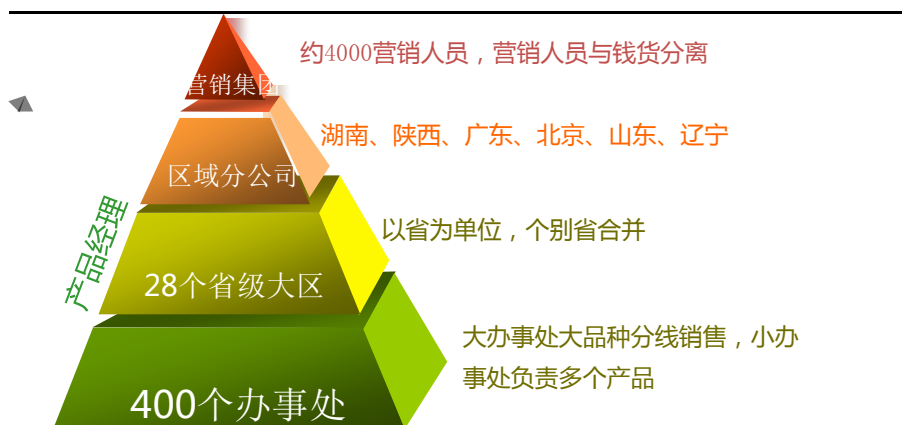 约4000营销人员，营销人员与钱货分离
营销集团
湖南、陕西、广东、北京、山东、辽宁
区域分公司
产品经理
以省为单位，个别省合并
28个省级大区
大办事处大品种分线销售，小办
事处负责多个产品
400个办事处